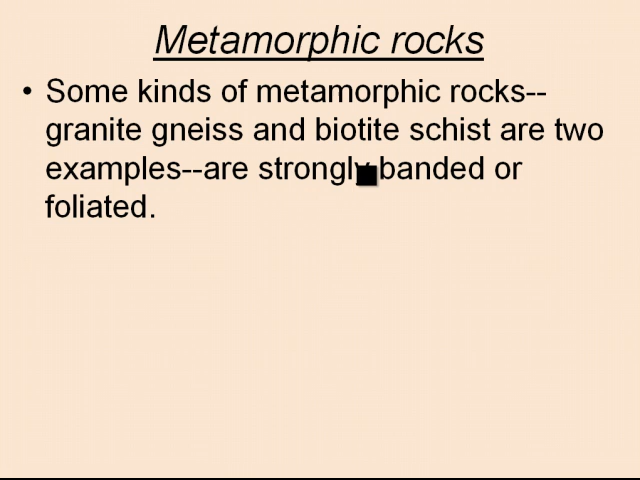 Metamorphic rocks
• Some kinds of metamorphic rocks--
granite gneiss and biotite schist are two
examples--are strongly banded or
foliated.